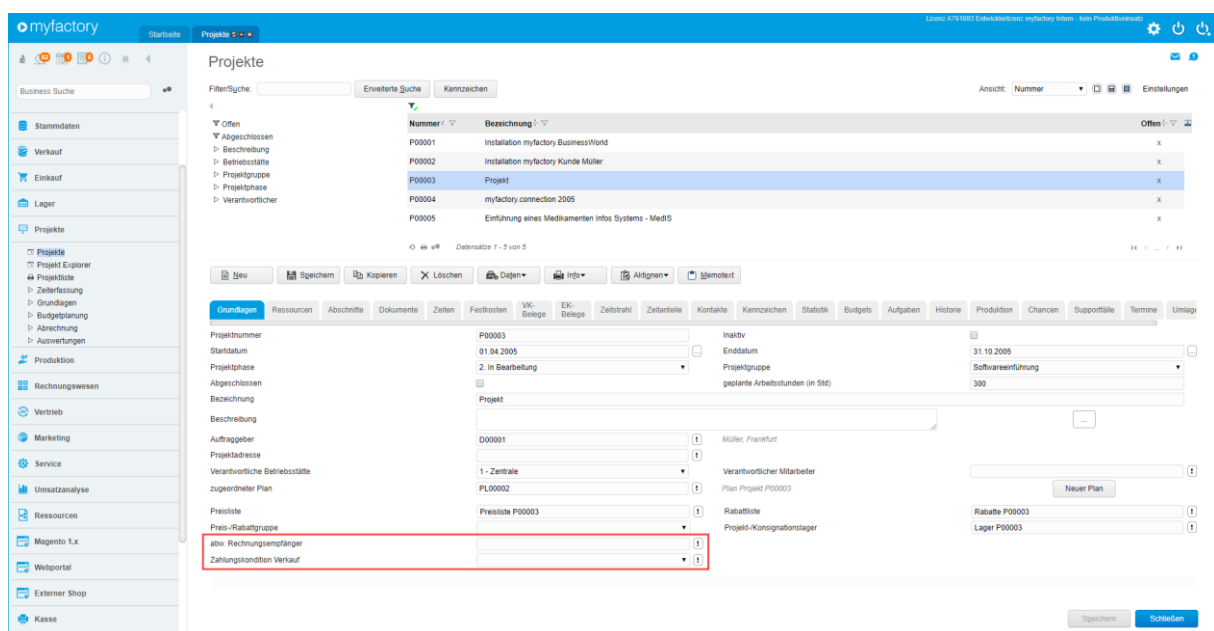 Lizenz A761693 Entwicklerlizenz myfactory Intern - kein Produktiveinsatz
myfactory
Startseite
Projekte
Projekte
Business Suche
Filter/Suche:
Erweiterte Suche
Kennzeichen
Ansicht: Nummer
Einstellungen
Offen
Abgeschlossen
Beschreibung
Betriebsstätte
Projektgruppe
Projektphase
Verantwortlicher
Nummer Bezeichnung Offen
P00001 Installation myfactory.BusinessWorld x
P00002 Installation myfactory Kunde Müller x
P00003 Projekt x
P00004 myfactory.connection 2005 x
P00005 Einführung eines Medikamenten Infos Systems - MedIS x
Datensätze 1 - 5 von 5
Stammdaten
Verkauf
Einkauf
Lager
Projekte
Projekte
Projekt Explorer
Projektliste
Zeiterfassung
Grundlagen
Budgetplanung
Abrechnung
Auswertungen
Produktion
Rechnungswesen
Vertrieb
Marketing
Service
Umsatzanalyse
Ressourcen
Magento 1.x
Webportal
Externer Shop
Kasse
Neu Speichern Kopieren Löschen Daten Info Aktionen Memotext
Grundlagen Ressourcen Abschnitte Dokumente Zeiten Festkosten VK-Belege EK-Belege Zeitstrahl Zeitanteile Kontakte Kennzeichen Statistik Budgets Aufgaben Historie Produktion Chancen Supportfälle Termine Umlage
Projektnummer P00003 Inaktiv
Startdatum 01.04.2005 ... Enddatum 31.10.2005 ...
Projektphase 2. In Bearbeitung Projektgruppe Softwareeinführung
Abgeschlossen geplante Arbeitsstunden (in Std) 300
Bezeichnung Projekt
Beschreibung ...
Auftraggeber D00001 ! Müller, Frankfurt
Projektadresse !
Verantwortliche Betriebsstätte 1 - Zentrale Verantwortlicher Mitarbeiter !
zugeordneter Plan PL00002 ! Plan Projekt P00003 Neuer Plan
Preisliste Preisliste P00003 ! Rabattliste Rabatte P00003 !
Preis-/Rabattgruppe Projekt-/Konsignationslager Lager P00003 !
abw. Rechnungsempfänger !
Zahlungskondition Verkauf !
Speichern Schließen